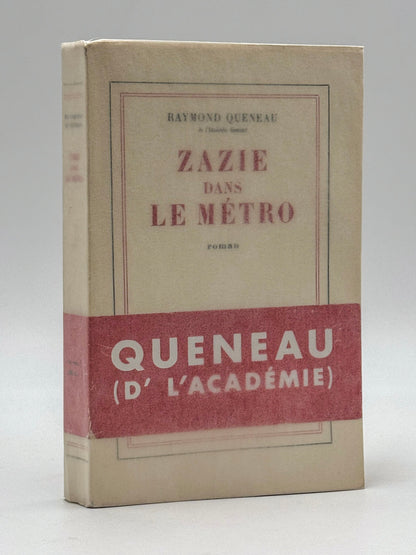 RAYMOND QUENEAU
de l'Académie Goncourt
ZAZIE
DANS
LE MÉTRO
roman
QUENEAU
(D' L'ACADÉMIE)